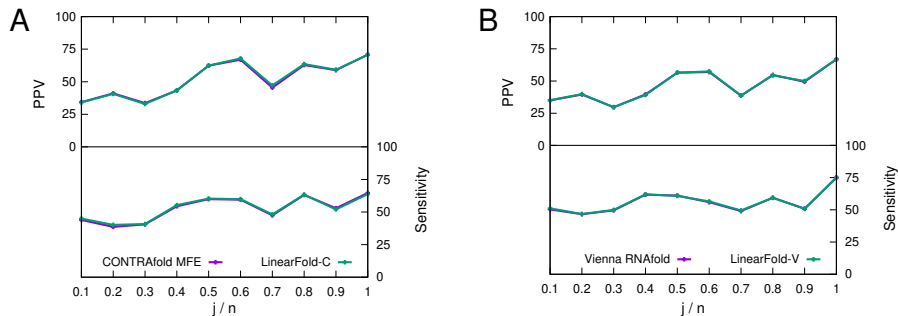 A
B
100
75
50
25
0
PPV
100
75
50
25
0
Sensitivity
CONTRAfold MFE
LinearFold-C
0.1 0.2 0.3 0.4 0.5 0.6 0.7 0.8 0.9 1
j / n
100
75
50
25
0
PPV
100
75
50
25
0
Sensitivity
Vienna RNAfold
LinearFold-V
0.1 0.2 0.3 0.4 0.5 0.6 0.7 0.8 0.9 1
j / n